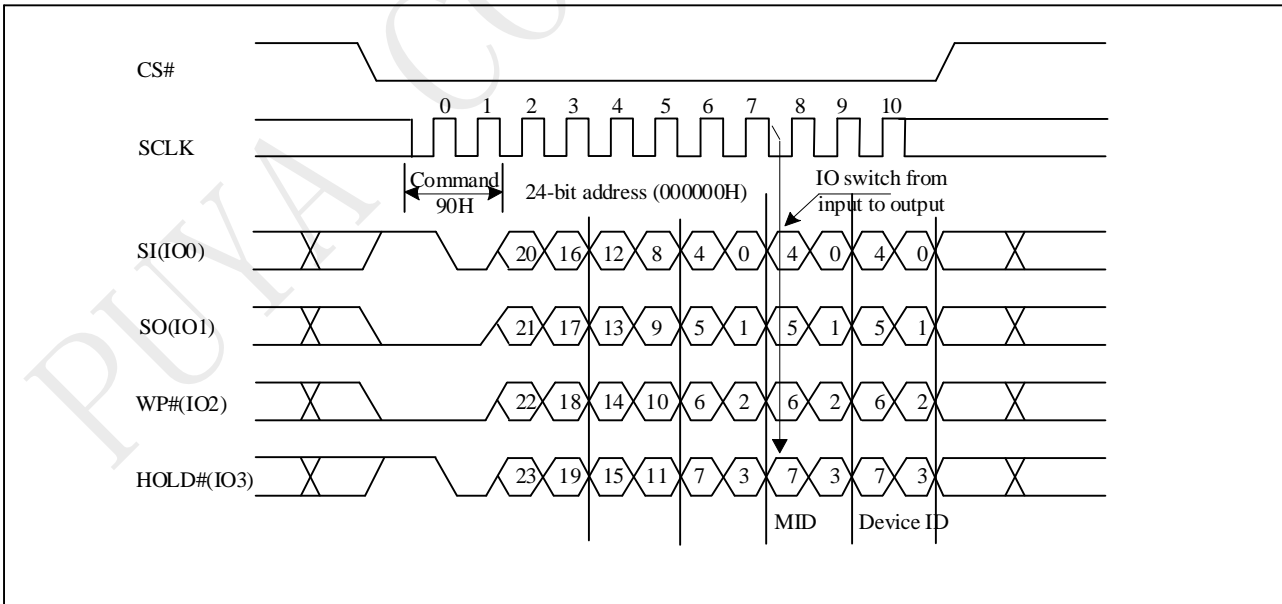 PUYA CO
CS#
0 1 2 3 4 5 6 7 8 9 10
SCLK
Command
90H
24-bit address (000000H)
IO switch from
input to output
SI(IO0)
20 16 12 8 4 0 4 0 4 0
SO(IO1)
21 17 13 9 5 1 5 1 5 1
WP#(IO2)
22 18 14 10 6 2 6 2 6 2
HOLD#(IO3)
23 19 15 11 7 3 7 3 7 3
MID Device ID